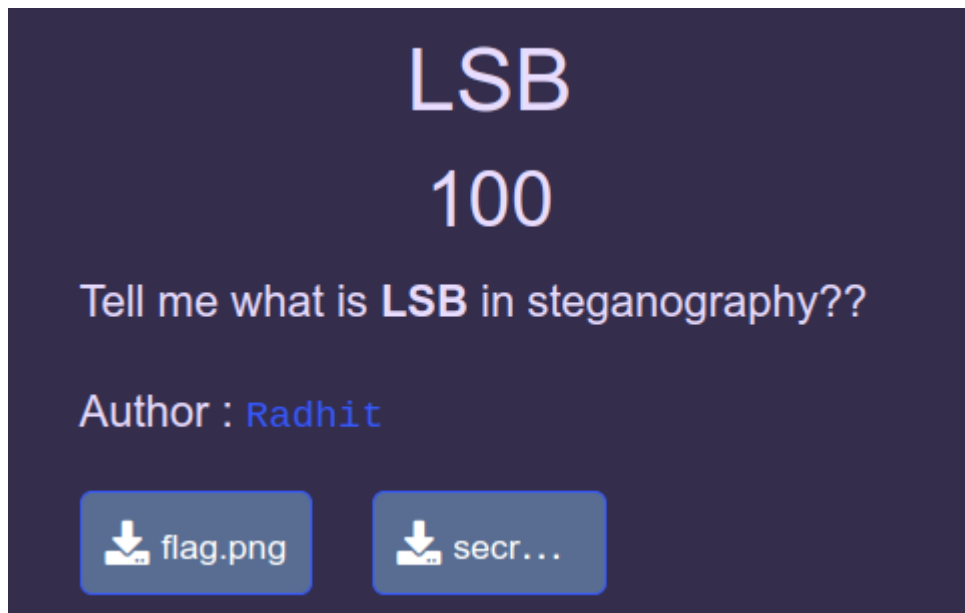 LSB
100
Tell me what is LSB in steganography??
Author : Radhit
flag.png secr...